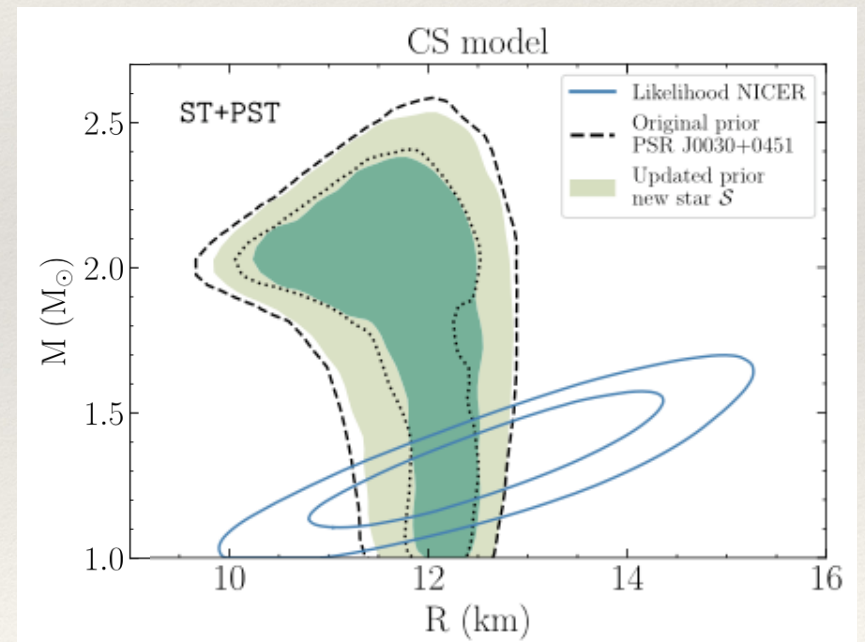 CS model
ST+PST
Likelihood NICER
Original prior
PSR J0030+0451
Updated prior
new star 𝒮
M (M⊙)
2.5
2.0
1.5
1.0
10 12 14 16
R (km)